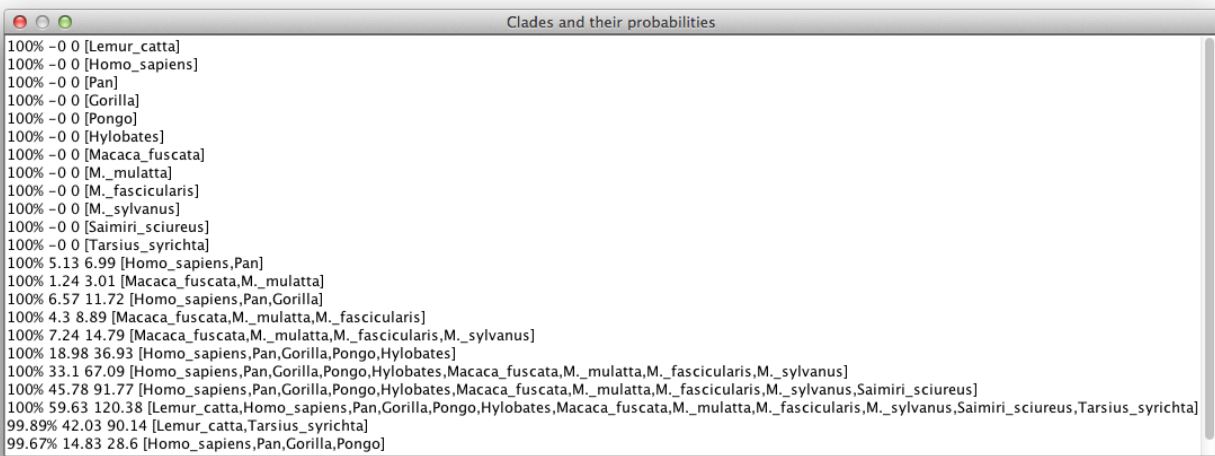 Clades and their probabilities
100% -0 0 [Lemur_catta]
100% -0 0 [Homo_sapiens]
100% -0 0 [Pan]
100% -0 0 [Gorilla]
100% -0 0 [Pongo]
100% -0 0 [Hylobates]
100% -0 0 [Macaca_fuscata]
100% -0 0 [M._mulatta]
100% -0 0 [M._fascicularis]
100% -0 0 [M._sylvanus]
100% -0 0 [Saimiri_sciureus]
100% -0 0 [Tarsius_syrichta]
100% 5.13 6.99 [Homo_sapiens,Pan]
100% 1.24 3.01 [Macaca_fuscata,M._mulatta]
100% 6.57 11.72 [Homo_sapiens,Pan,Gorilla]
100% 4.3 8.89 [Macaca_fuscata,M._mulatta,M._fascicularis]
100% 7.24 14.79 [Macaca_fuscata,M._mulatta,M._fascicularis,M._sylvanus]
100% 18.98 36.93 [Homo_sapiens,Pan,Gorilla,Pongo,Hylobates]
100% 33.1 67.09 [Homo_sapiens,Pan,Gorilla,Pongo,Hylobates,Macaca_fuscata,M._mulatta,M._fascicularis,M._sylvanus]
100% 45.78 91.77 [Homo_sapiens,Pan,Gorilla,Pongo,Hylobates,Macaca_fuscata,M._mulatta,M._fascicularis,M._sylvanus,Saimiri_sciureus]
100% 59.63 120.38 [Lemur_catta,Homo_sapiens,Pan,Gorilla,Pongo,Hylobates,Macaca_fuscata,M._mulatta,M._fascicularis,M._sylvanus,Saimiri_sciureus,Tarsius_syrichta]
99.89% 42.03 90.14 [Lemur_catta,Tarsius_syrichta]
99.67% 14.83 28.6 [Homo_sapiens,Pan,Gorilla,Pongo]